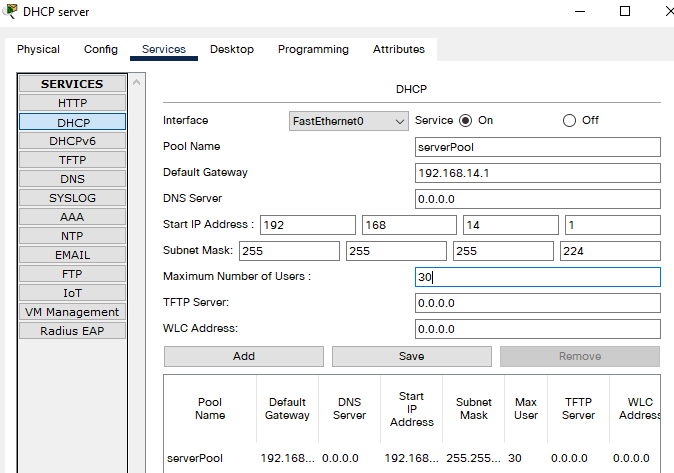 DHCP server
Physical Config Services Desktop Programming Attributes
SERVICES
HTTP
DHCP
DHCPv6
TFTP
DNS
SYSLOG
AAA
NTP
EMAIL
FTP
IoT
VM Management
Radius EAP
DHCP
Interface FastEthernet0 Service On Off
Pool Name serverPool
Default Gateway 192.168.14.1
DNS Server 0.0.0.0
Start IP Address : 192 168 14 1
Subnet Mask: 255 255 255 224
Maximum Number of Users : 30
TFTP Server: 0.0.0.0
WLC Address: 0.0.0.0
Add Save Remove
Pool Name Default Gateway DNS Server Start IP Address Subnet Mask Max User TFTP Server WLC Address
serverPool 192.168... 0.0.0.0 192.168... 255.255... 30 0.0.0.0 0.0.0.0